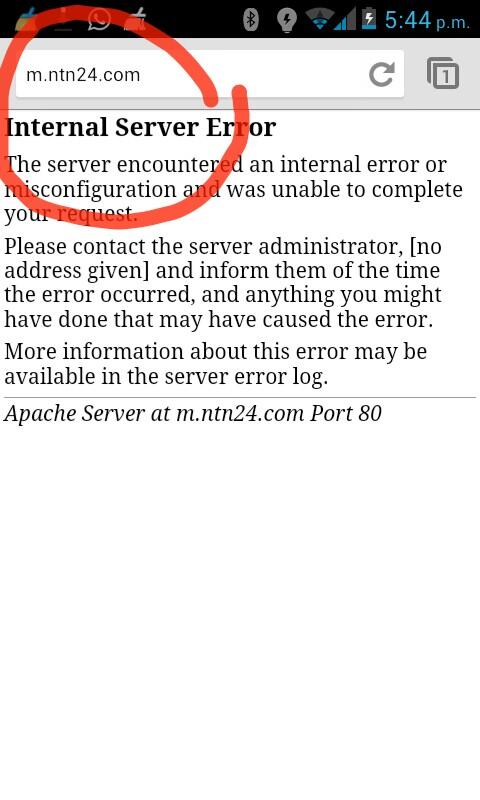 5:44 p.m.
m.ntn24.com
1
Internal Server Error
The server encountered an internal error or
misconfiguration and was unable to complete
your request.
Please contact the server administrator, [no
address given] and inform them of the time
the error occurred, and anything you might
have done that may have caused the error.
More information about this error may be
available in the server error log.
Apache Server at m.ntn24.com Port 80